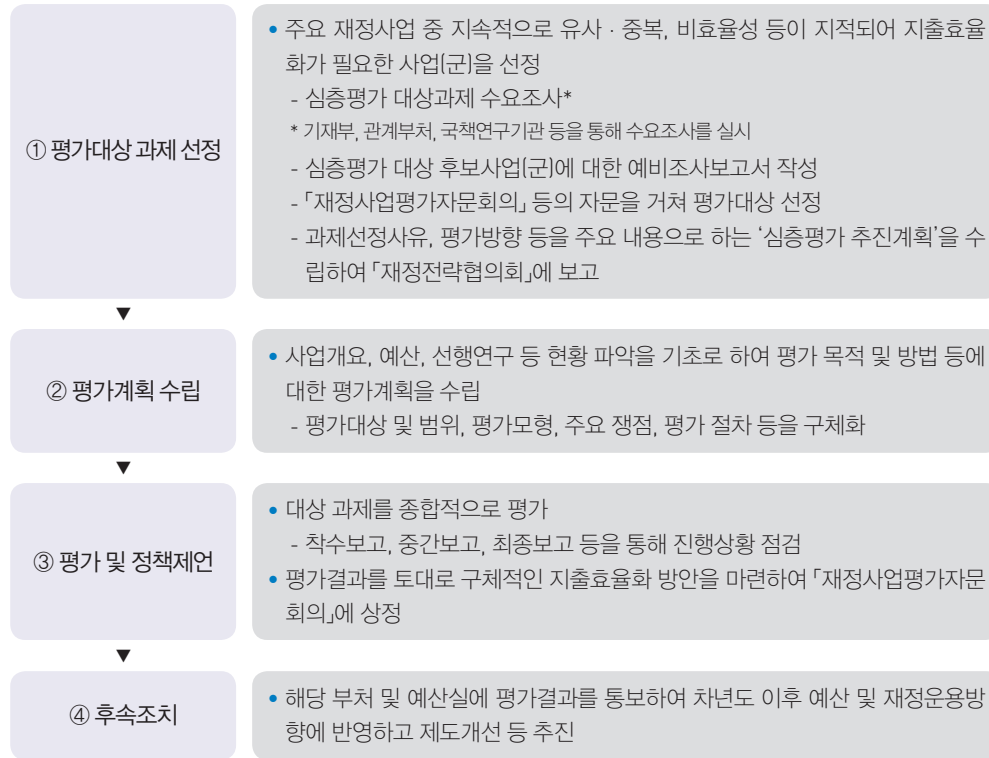 ① 평가대상 과제 선정
• 주요 재정사업 중 지속적으로 유사 · 중복, 비효율성 등이 지적되어 지출효율
화가 필요한 사업(군)을 선정
- 심층평가 대상과제 수요조사*
* 기재부, 관계부처, 국책연구기관 등을 통해 수요조사를 실시
- 심층평가 대상 후보사업(군)에 대한 예비조사보고서 작성
- 「재정사업평가자문회의」 등의 자문을 거쳐 평가대상 선정
- 과제선정사유, 평가방향 등을 주요 내용으로 하는 ‘심층평가 추진계획’을 수
립하여 「재정전략협의회」에 보고
▼
② 평가계획 수립
• 사업개요, 예산, 선행연구 등 현황 파악을 기초로 하여 평가 목적 및 방법 등에
대한 평가계획을 수립
- 평가대상 및 범위, 평가모형, 주요 쟁점, 평가 절차 등을 구체화
▼
③ 평가 및 정책제언
• 대상 과제를 종합적으로 평가
- 착수보고, 중간보고, 최종보고 등을 통해 진행상황 점검
• 평가결과를 토대로 구체적인 지출효율화 방안을 마련하여 「재정사업평가자문
회의」에 상정
▼
④ 후속조치
• 해당 부처 및 예산실에 평가결과를 통보하여 차년도 이후 예산 및 재정운용방
향에 반영하고 제도개선 등 추진